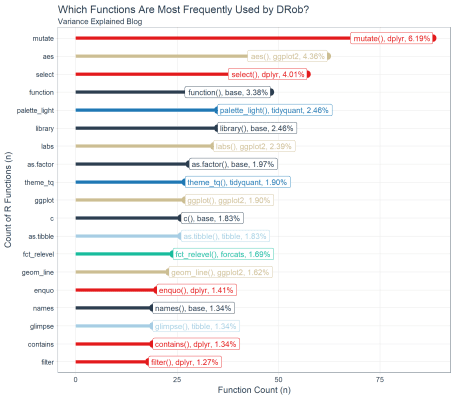 Which Functions Are Most Frequently Used by DRob?
Variance Explained Blog
Count of R Functions (n)
mutate
mutate(), dplyr, 6.19%
aes
aes(), ggplot2, 4.36%
select
select(), dplyr, 4.01%
function
function(), base, 3.38%
palette_light
palette_light(), tidyquant, 2.46%
library
library(), base, 2.46%
labs
labs(), ggplot2, 2.39%
as.factor
as.factor(), base, 1.97%
theme_tq
theme_tq(), tidyquant, 1.90%
ggplot
ggplot(), ggplot2, 1.90%
c
c(), base, 1.83%
as.tibble
as.tibble(), tibble, 1.83%
fct_relevel
fct_relevel(), forcats, 1.69%
geom_line
geom_line(), ggplot2, 1.62%
enquo
enquo(), dplyr, 1.41%
names
names(), base, 1.34%
glimpse
glimpse(), tibble, 1.34%
contains
contains(), dplyr, 1.34%
filter
filter(), dplyr, 1.27%
0 25 50 75
Function Count (n)